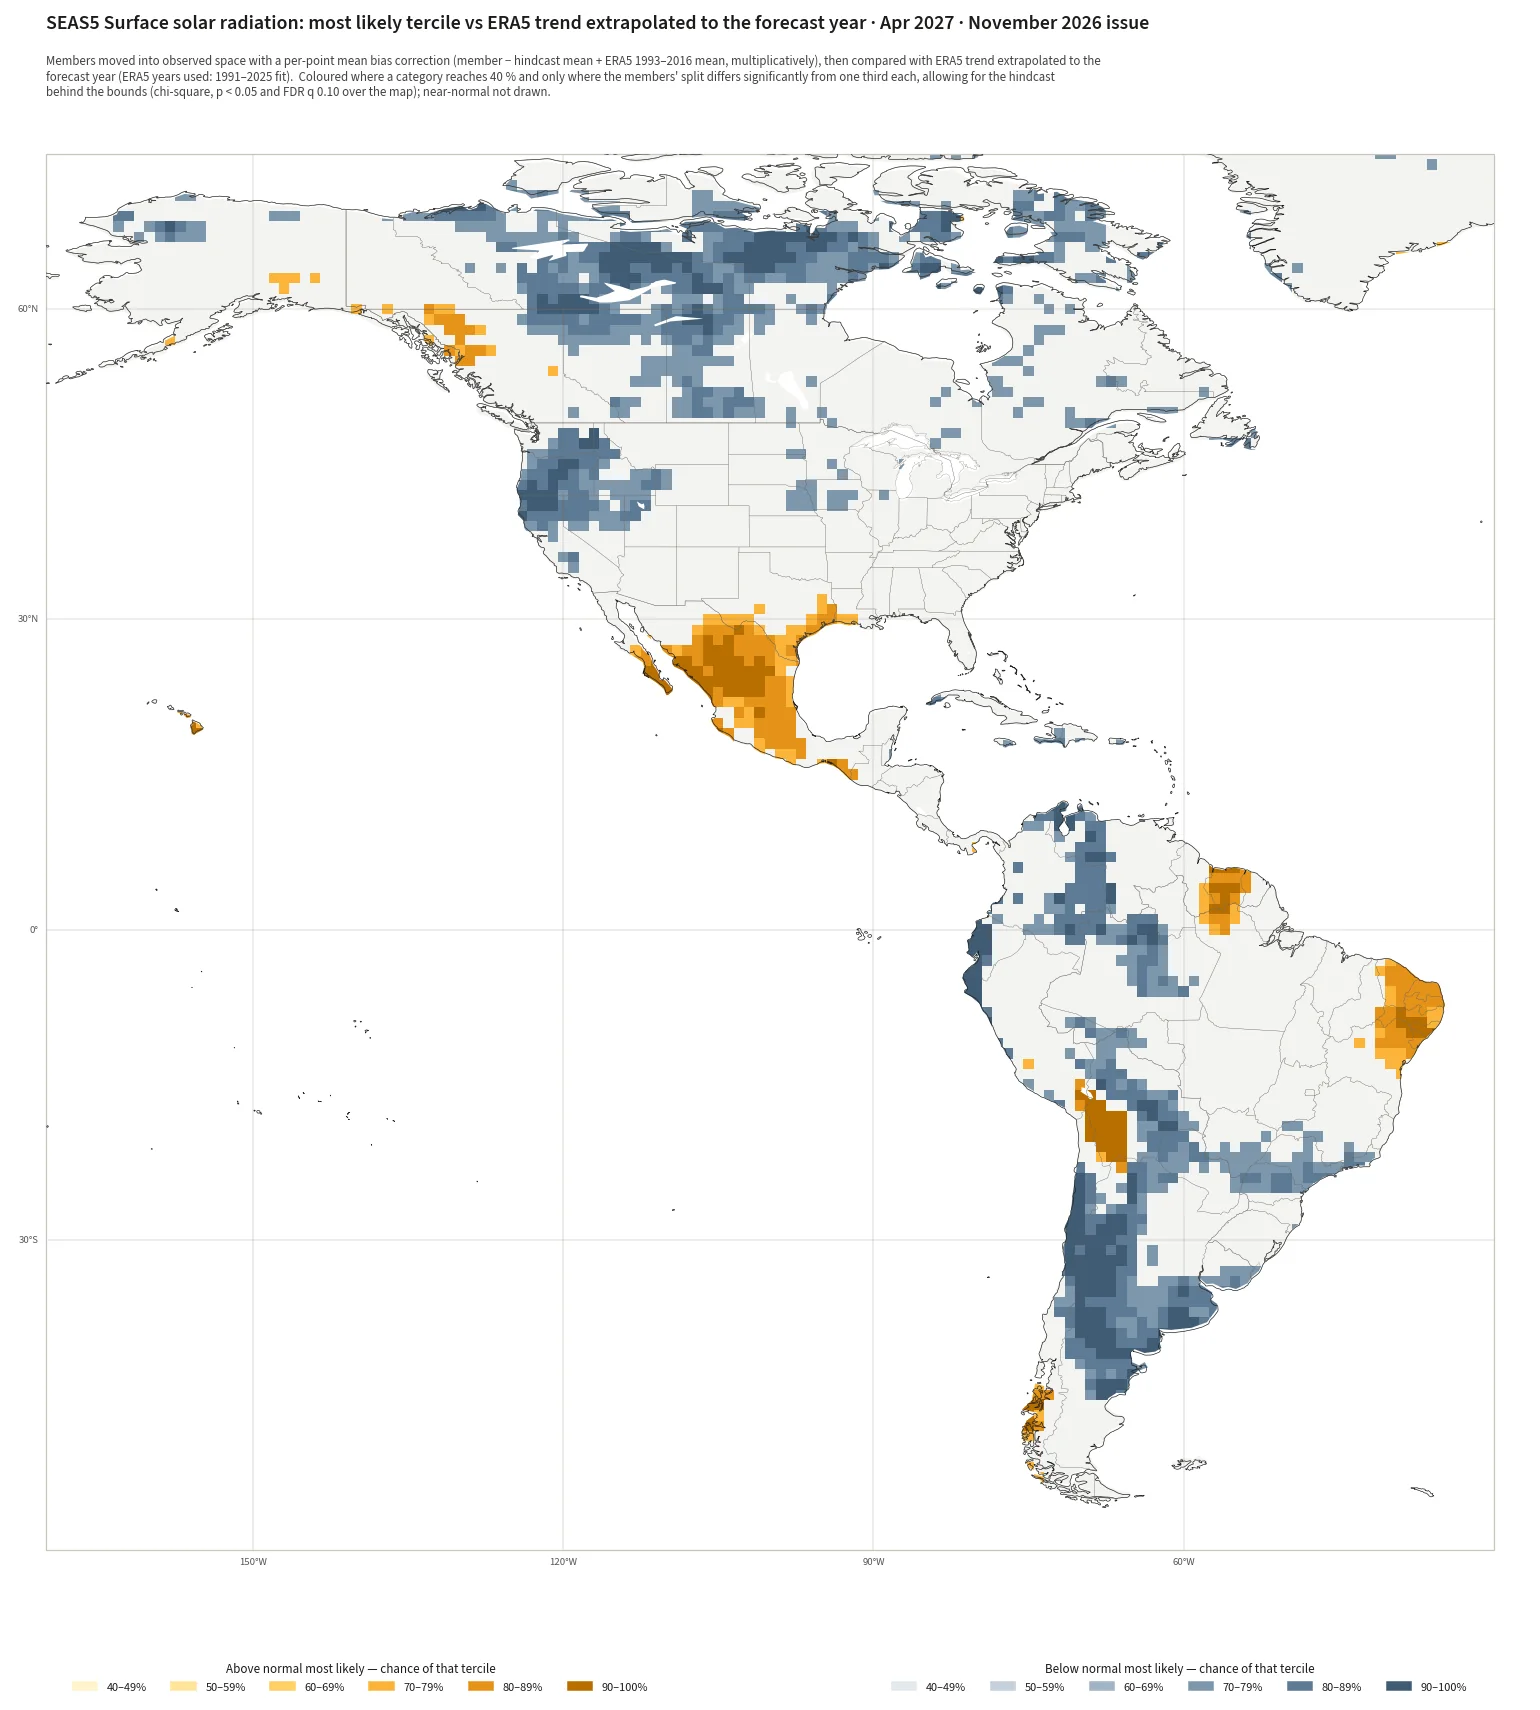 SEAS5 Surface solar radiation: most likely tercile vs ERA5 trend extrapolated to the forecast year · Apr 2027 · November 2026 issue
Members moved into observed space with a per-point mean bias correction (member − hindcast mean + ERA5 1993–2016 mean, multiplicatively), then compared with ERA5 trend extrapolated to the
forecast year (ERA5 years used: 1991–2025 fit). Coloured where a category reaches 40 % and only where the members' split differs significantly from one third each, allowing for the hindcast
behind the bounds (chi-square, p < 0.05 and FDR q 0.10 over the map); near-normal not drawn.
60°N
30°N
0°
30°S
150°W 120°W 90°W 60°W
Above normal most likely — chance of that tercile
40–49% 50–59% 60–69% 70–79% 80–89% 90–100%
Below normal most likely — chance of that tercile
40–49% 50–59% 60–69% 70–79% 80–89% 90–100%